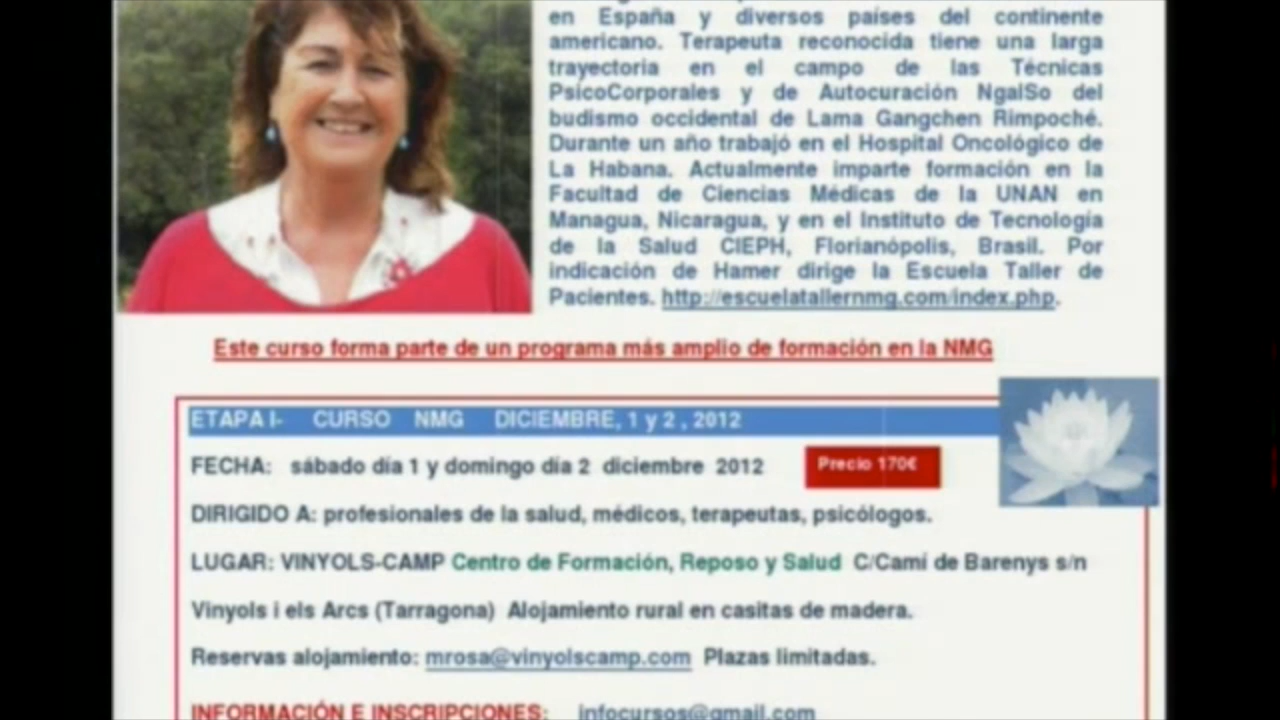 en España y diversos países del continente
americano. Terapeuta reconocida tiene una larga
trayectoria en el campo de las Técnicas
PsicoCorporales y de Autocuración NgalSo del
budismo occidental de Lama Gangchen Rimpoché.
Durante un año trabajó en el Hospital Oncológico de
La Habana. Actualmente imparte formación en la
Facultad de Ciencias Médicas de la UNAN en
Managua, Nicaragua, y en el Instituto de Tecnología
de la Salud CIEPH, Florianópolis, Brasil. Por
indicación de Hamer dirige la Escuela Taller de
Pacientes. http://escuelatallernmg.com/index.php.
Este curso forma parte de un programa más amplio de formación en la NMG
ETAPA I- CURSO NMG DICIEMBRE, 1 y 2 , 2012
FECHA: sábado día 1 y domingo día 2 diciembre 2012 Precio 170€
DIRIGIDO A: profesionales de la salud, médicos, terapeutas, psicólogos.
LUGAR: VINYOLS-CAMP Centro de Formación, Reposo y Salud C/Camí de Barenys s/n
Vinyols i els Arcs (Tarragona) Alojamiento rural en casitas de madera.
Reservas alojamiento: mrosa@vinyolscamp.com Plazas limitadas.
INFORMACIÓN E INSCRIPCIONES: infocursos@gmail.com